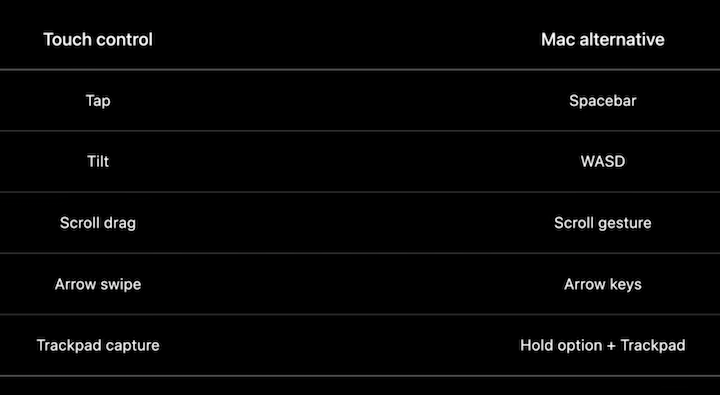 Touch control Mac alternative
Tap Spacebar
Tilt WASD
Scroll drag Scroll gesture
Arrow swipe Arrow keys
Trackpad capture Hold option + Trackpad